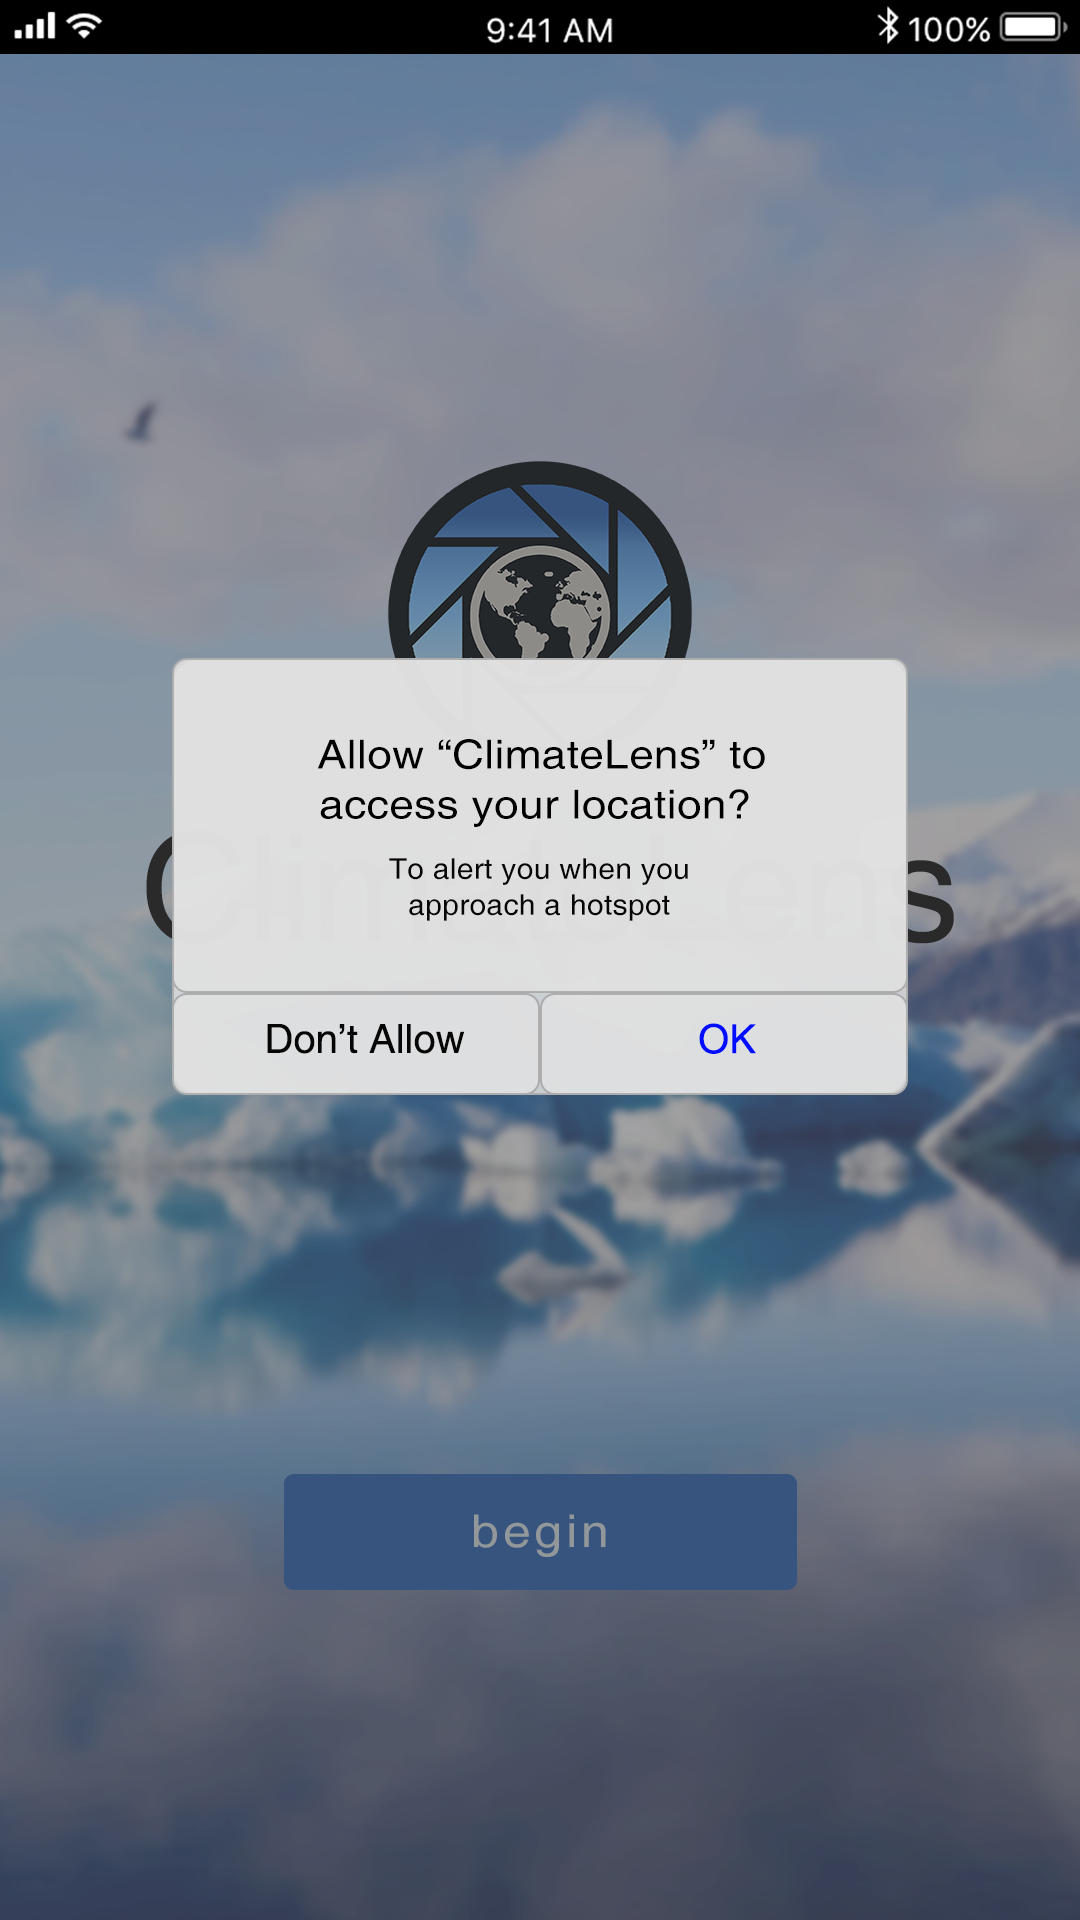 9:41 AM
100%
Allow “ClimateLens” to
access your location?
To alert you when you
approach a hotspot
ClimateLens
Don’t Allow
OK
begin